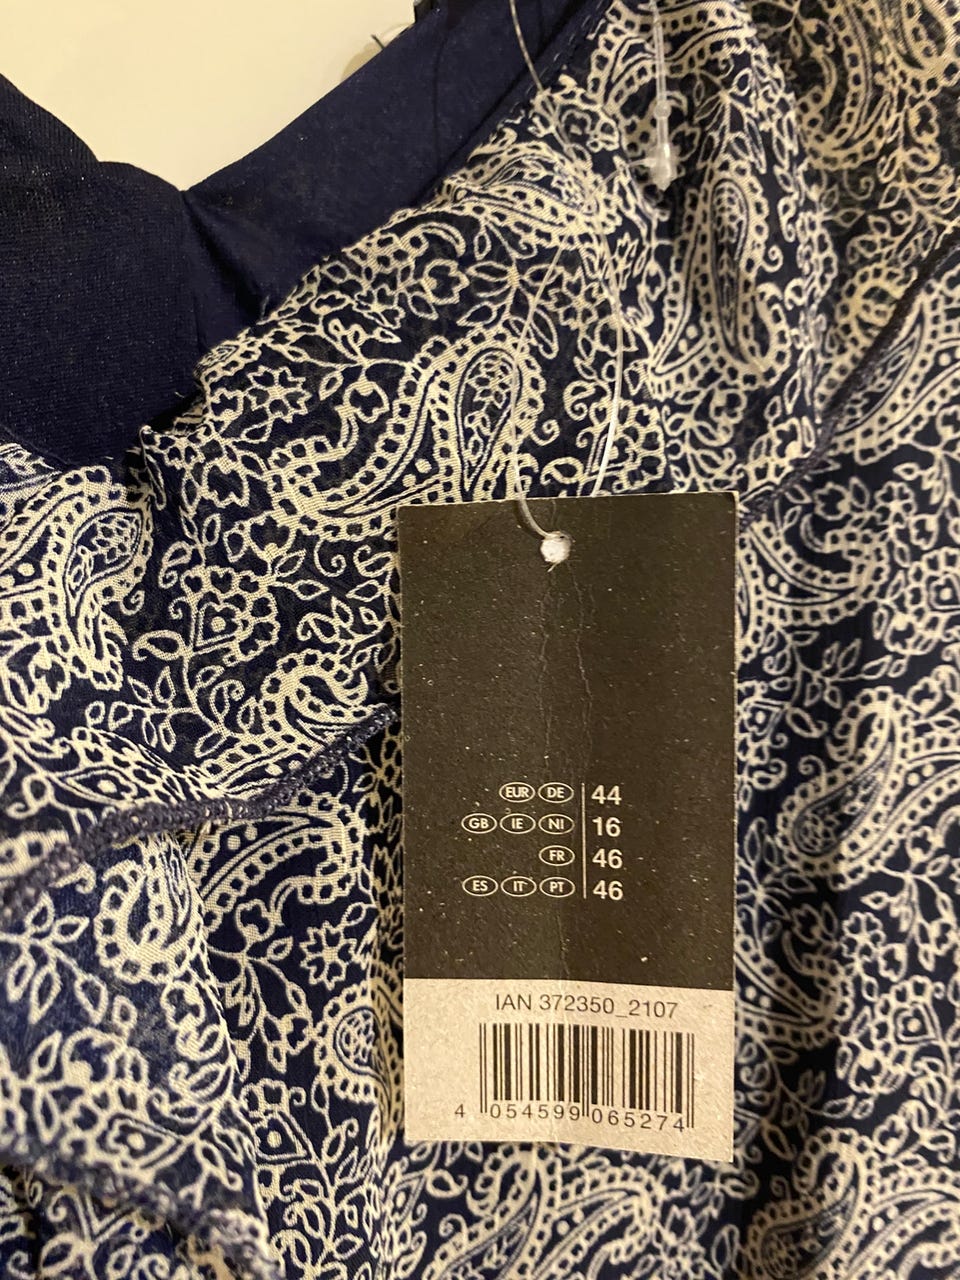 EUR DE 44
GB IE NI 16
FR 46
ES IT PT 46
IAN 372350_2107
4 054599 065274